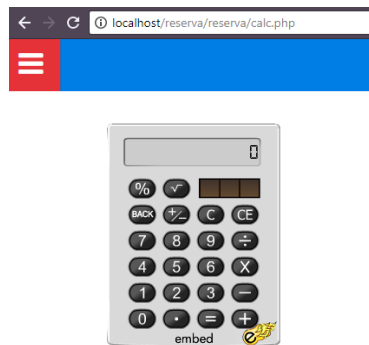 localhost/reserva/reserva/calc.php
0
% √
BACK +/- C CE
7 8 9 ÷
4 5 6 X
1 2 3 −
0 . = +
embed